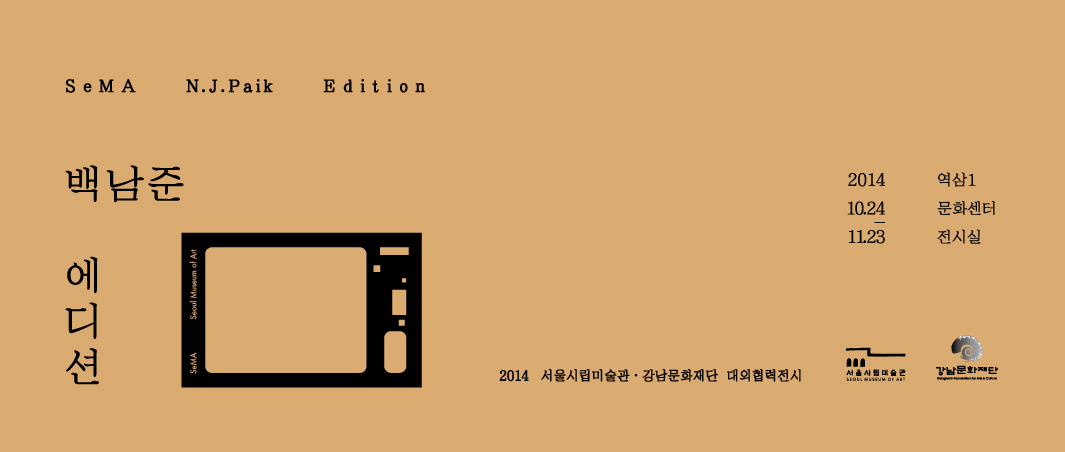 SeMA N.J.Paik Edition
백남준
에디션
Seoul Museum of Art
SeMA
2014
10.24
11.23
역삼1
문화센터
전시실
2014 서울시립미술관 · 강남문화재단 대외협력전시
서울시립미술관
SEOUL MUSEUM OF ART
강남문화재단
Gangnam Foundation for Arts & Culture